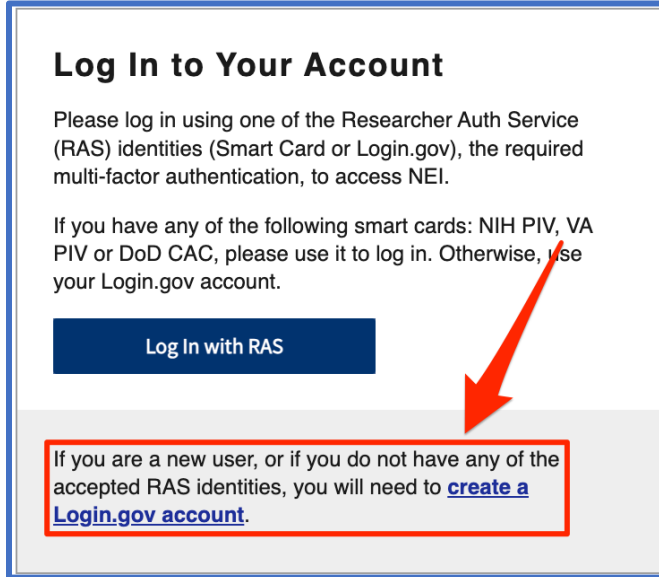 Log In to Your Account
Please log in using one of the Researcher Auth Service
(RAS) identities (Smart Card or Login.gov), the required
multi-factor authentication, to access NEI.
If you have any of the following smart cards: NIH PIV, VA
PIV or DoD CAC, please use it to log in. Otherwise, use
your Login.gov account.
Log In with RAS
If you are a new user, or if you do not have any of the
accepted RAS identities, you will need to create a
Login.gov account.